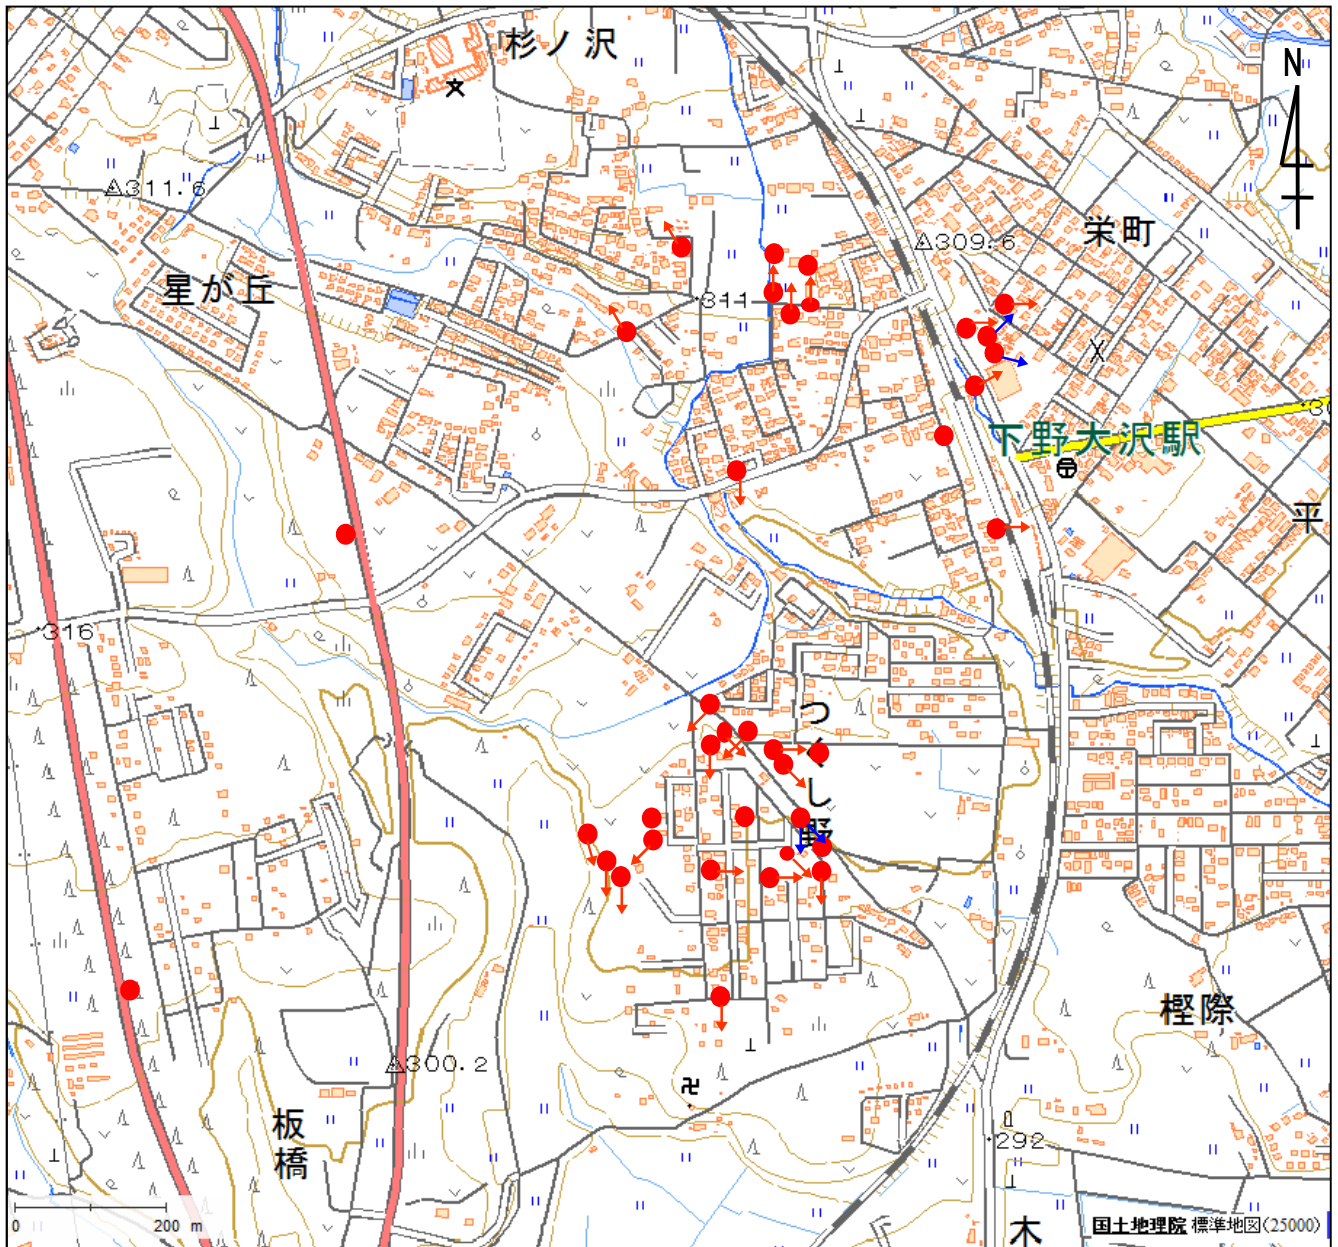 杉ノ沢
N
311.6
309.6
栄町
星が丘
311
下野大沢駅
平
316
つくし野
樫際
300.2
板橋
292
木
0 200 m
国土地理院 標準地図(25000)